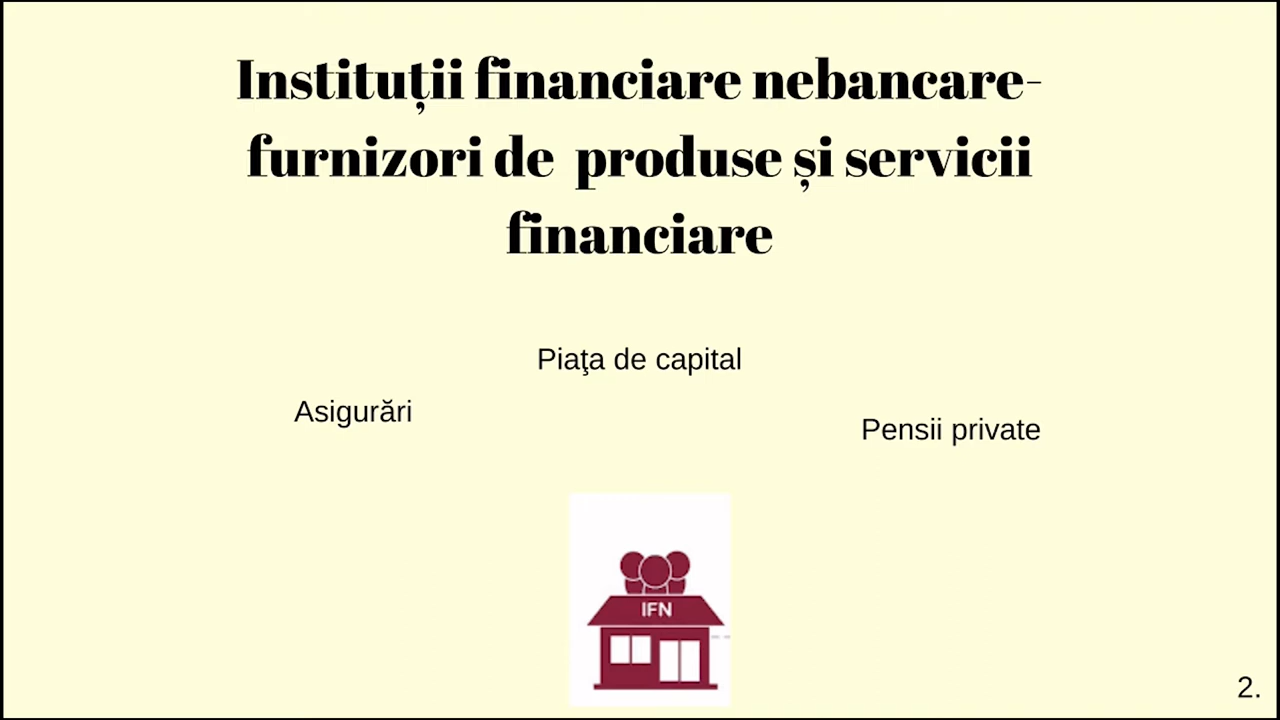 Instituții financiare nebancare-
furnizori de  produse și servicii
financiare
Piaţa de capital
Asigurări
Pensii private
IFN
2.